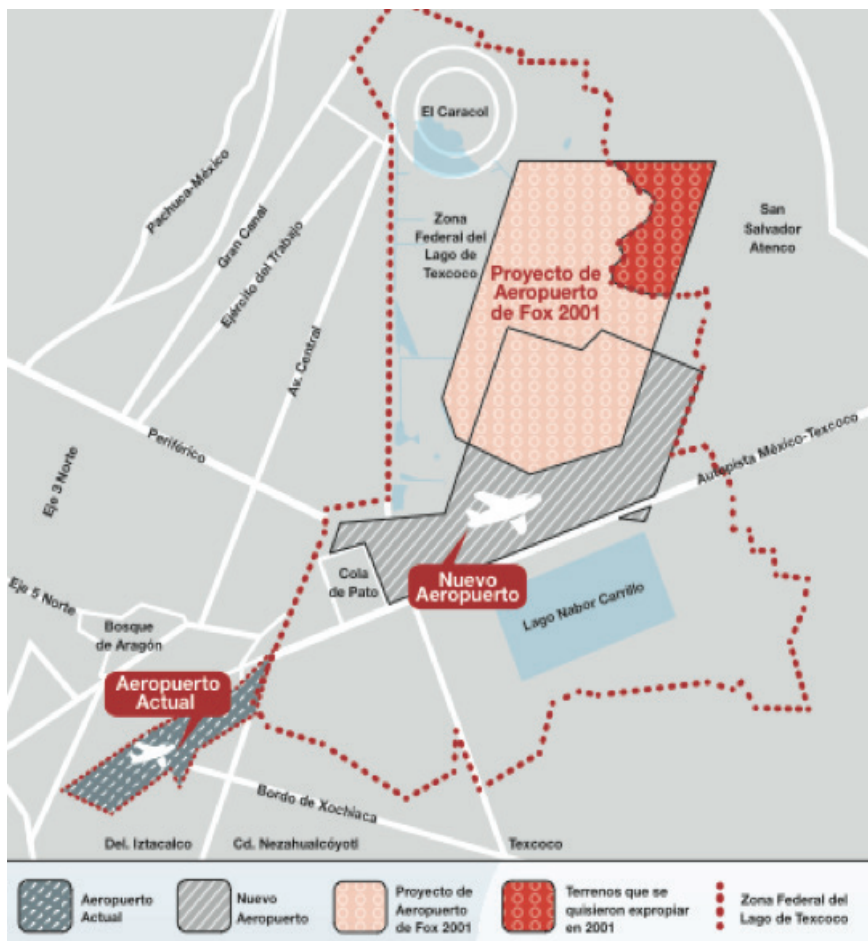 El Caracol
Pachuca-México
Gran Canal
Ejército del Trabajo
Av. Central
Zona
Federal del
Lago de
Texcoco
San
Salvador
Atenco
Proyecto de
Aeropuerto
de Fox 2001
Periférico
Eje 3 Norte
Autopista México-Texcoco
Eje 5 Norte
Cola
de Pato
Nuevo
Aeropuerto
Lago Nabor Carrillo
Bosque
de Aragón
Aeropuerto
Actual
Bordo de Xochiaca
Del. Iztacalco
Cd. Nezahualcóyotl
Texcoco
Aeropuerto
Actual
Nuevo
Aeropuerto
Proyecto de
Aeropuerto
de Fox 2001
Terrenos que se
quisieron expropiar
en 2001
Zona Federal del
Lago de Texcoco